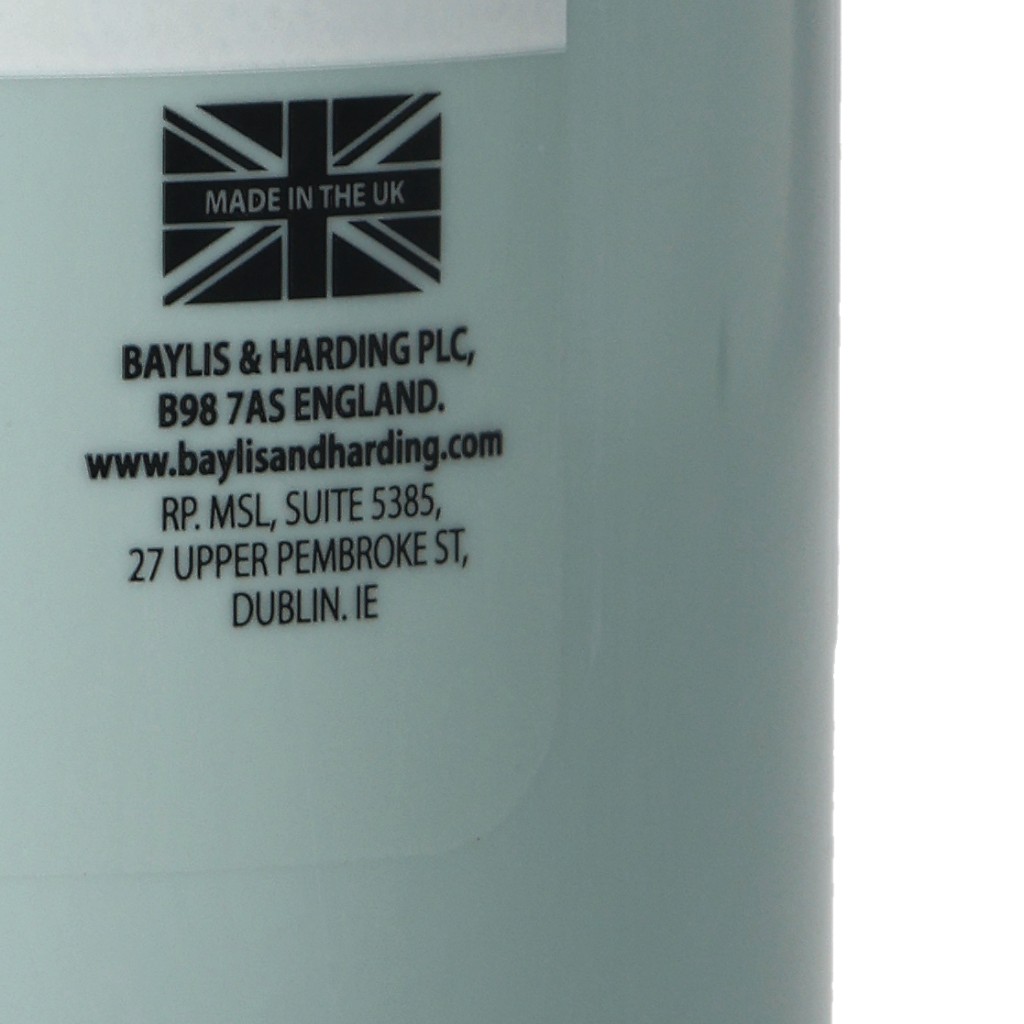 MADE IN THE UK
BAYLIS & HARDING PLC,
B98 7AS ENGLAND.
www.baylisandharding.com
RP. MSL, SUITE 5385,
27 UPPER PEMBROKE ST,
DUBLIN. IE